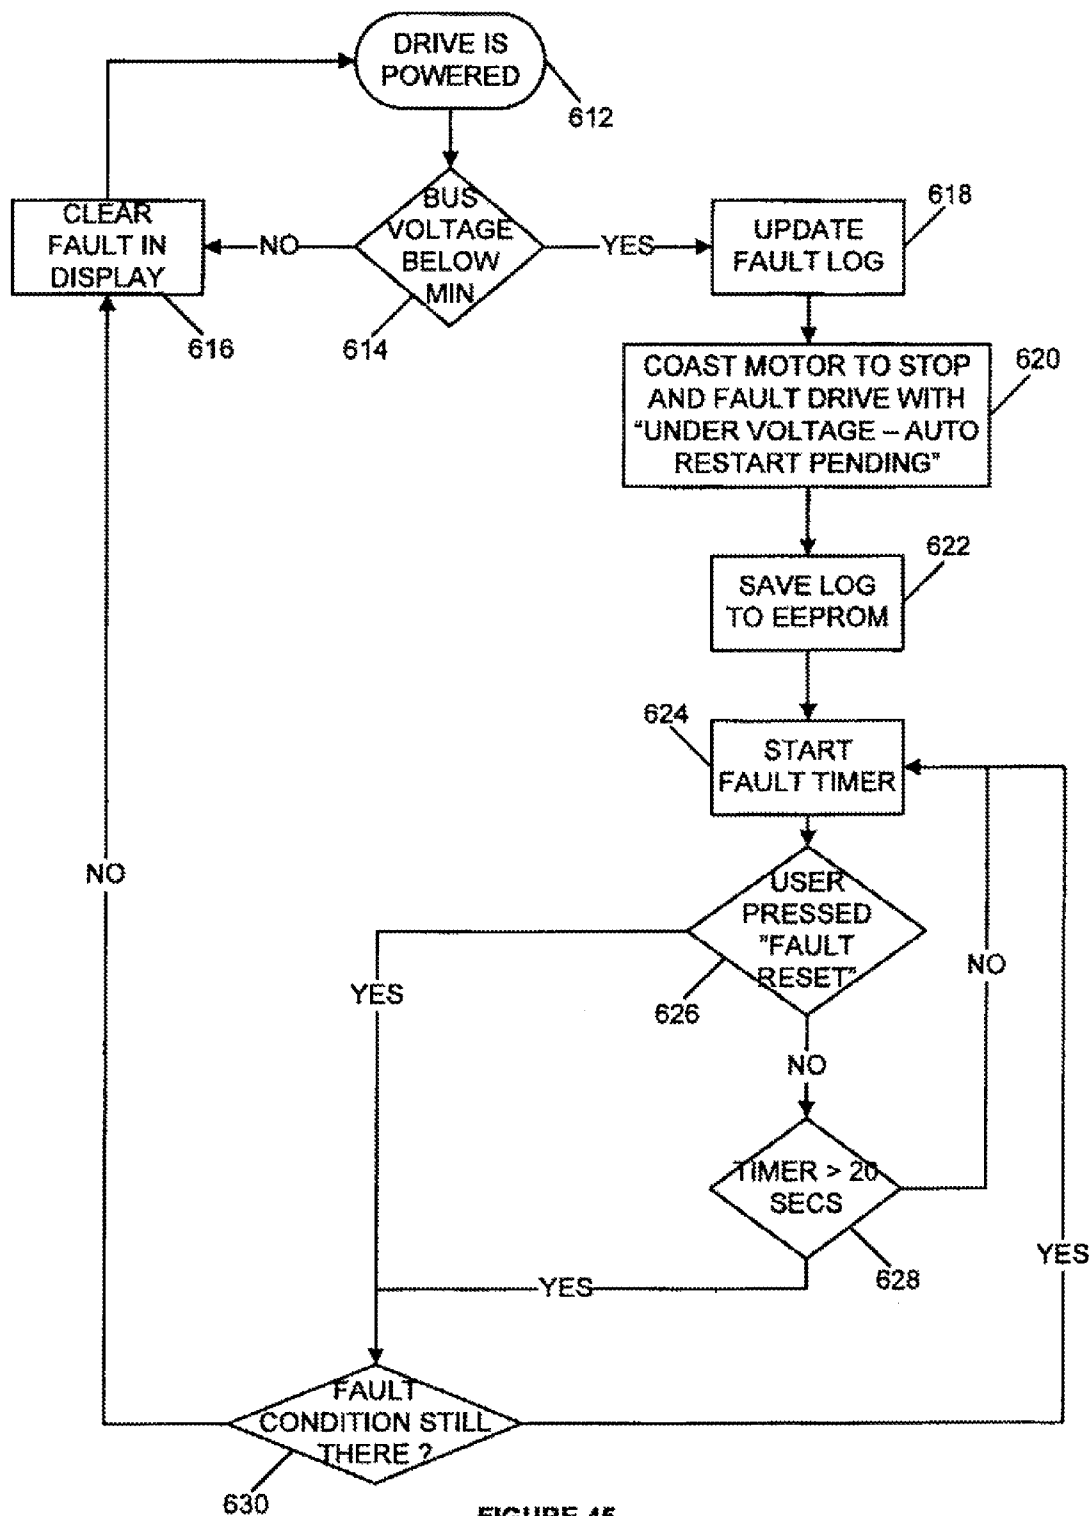 DRIVE IS
POWERED
612
BUS
VOLTAGE
BELOW
MIN
614
NO
YES
CLEAR
FAULT IN
DISPLAY
616
UPDATE
FAULT LOG
618
COAST MOTOR TO STOP
AND FAULT DRIVE WITH
"UNDER VOLTAGE – AUTO
RESTART PENDING"
620
SAVE LOG
TO EEPROM
622
START
FAULT TIMER
624
USER
PRESSED
"FAULT
RESET"
626
YES
NO
TIMER > 20
SECS
628
NO
YES
FAULT
CONDITION STILL
THERE ?
630
NO
YES
FIGURE 45